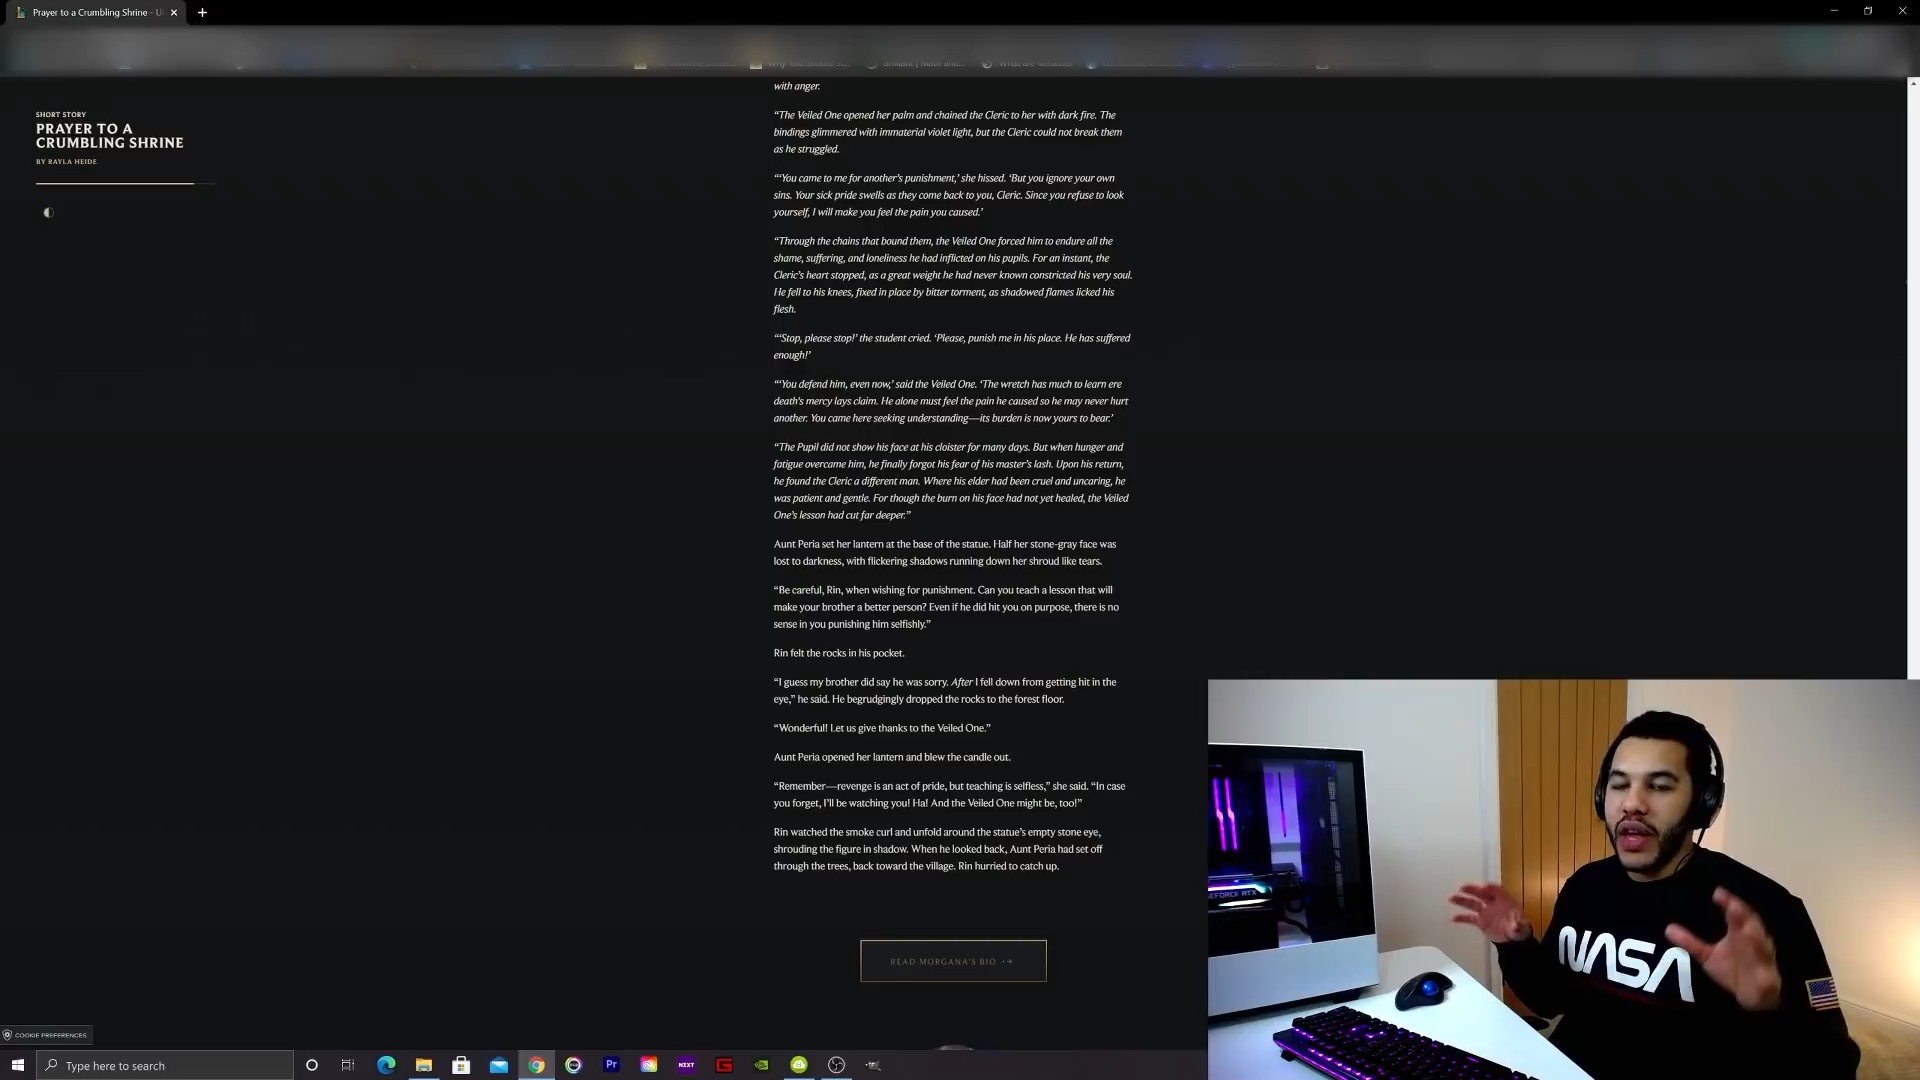 Prayer to a Crumbling Shrine - U
with anger.
SHORT STORY
PRAYER TO A
CRUMBLING SHRINE
BY RAYLA HEIDE
“The Veiled One opened her palm and chained the Cleric to her with dark fire. The
bindings glimmered with immaterial violet light, but the Cleric could not break them
as he struggled.
“‘You came to me for another’s punishment,’ she hissed. ‘But you ignore your own
sins. Your sick pride swells as they come back to you, Cleric. Since you refuse to look
yourself, I will make you feel the pain you caused.’
“Through the chains that bound them, the Veiled One forced him to endure all the
shame, suffering, and loneliness he had inflicted on his pupils. For an instant, the
Cleric’s heart stopped, as a great weight he had never known constricted his very soul.
He fell to his knees, fixed in place by bitter torment, as shadowed flames licked his
flesh.
“‘Stop, please stop!’ the student cried. ‘Please, punish me in his place. He has suffered
enough!’
“‘You defend him, even now,’ said the Veiled One. ‘The wretch has much to learn ere
death’s mercy lays claim. He alone must feel the pain he caused so he may never hurt
another. You came here seeking understanding—its burden is now yours to bear.’
“The Pupil did not show his face at his cloister for many days. But when hunger and
fatigue overcame him, he finally forgot his fear of his master’s lash. Upon his return,
he found the Cleric a different man. Where his elder had been cruel and uncaring, he
was patient and gentle. For though the burn on his face had not yet healed, the Veiled
One’s lesson had cut far deeper.”
Aunt Peria set her lantern at the base of the statue. Half her stone-gray face was
lost to darkness, with flickering shadows running down her shroud like tears.
“Be careful, Rin, when wishing for punishment. Can you teach a lesson that will
make your brother a better person? Even if he did hit you on purpose, there is no
sense in you punishing him selfishly.”
Rin felt the rocks in his pocket.
“I guess my brother did say he was sorry. After I fell down from getting hit in the
eye,” he said. He begrudgingly dropped the rocks to the forest floor.
“Wonderful! Let us give thanks to the Veiled One.”
Aunt Peria opened her lantern and blew the candle out.
“Remember—revenge is an act of pride, but teaching is selfless,” she said. “In case
you forget, I’ll be watching you! Ha! And the Veiled One might be, too!”
Rin watched the smoke curl and unfold around the statue’s empty stone eye,
shrouding the figure in shadow. When he looked back, Aunt Peria had set off
through the trees, back toward the village. Rin hurried to catch up.
READ MORGANA'S BIO
COOKIE PREFERENCES
Type here to search
Pr
NZXT
GEFORCE RTX
NASA